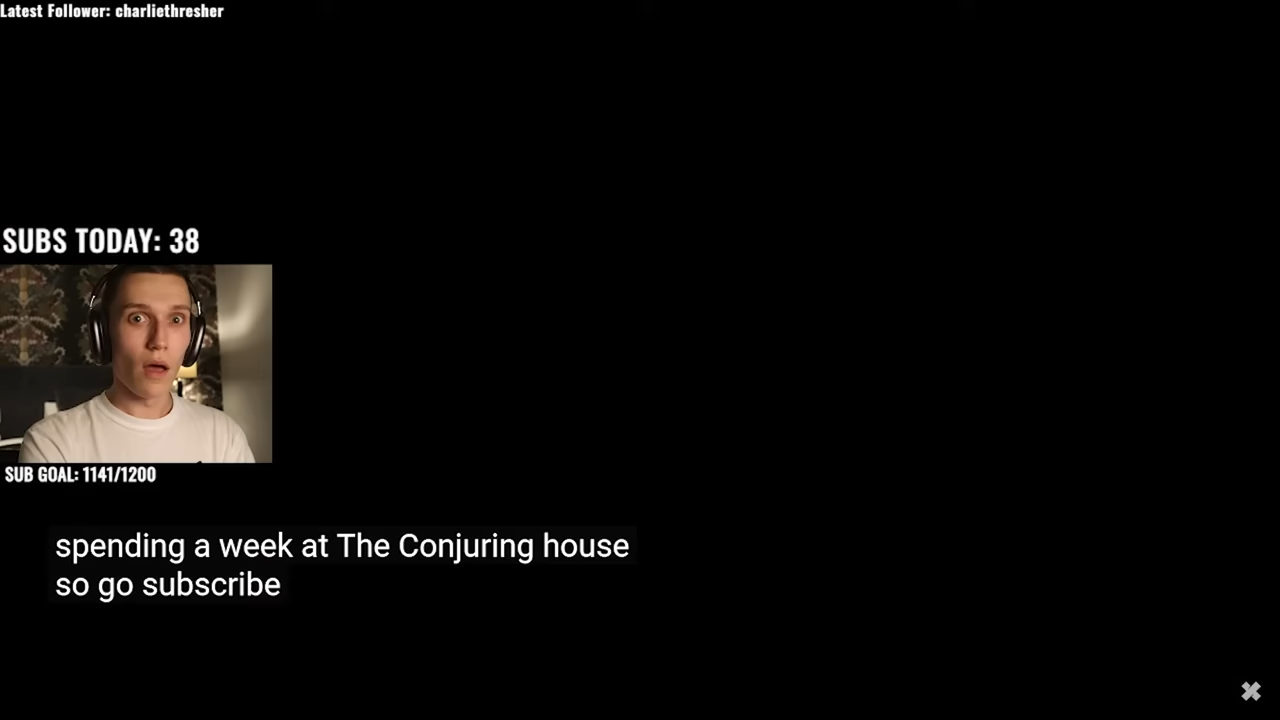 Latest Follower: charliethresher
SUBS TODAY: 38
SUB GOAL: 1141/1200
spending a week at The Conjuring house
so go subscribe